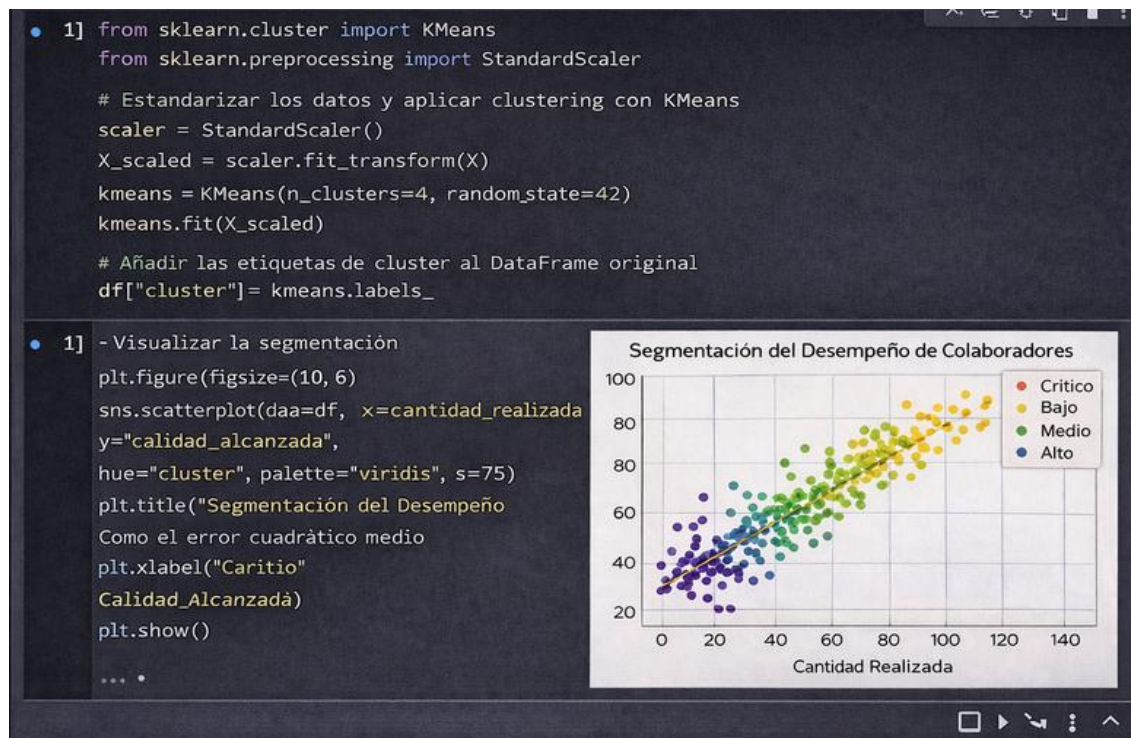 1] from sklearn.cluster import KMeans
from sklearn.preprocessing import StandardScaler
# Estandarizar los datos y aplicar clustering con KMeans
scaler = StandardScaler()
X_scaled = scaler.fit_transform(X)
kmeans = KMeans(n_clusters=4, random_state=42)
kmeans.fit(X_scaled)
# Añadir las etiquetas de cluster al DataFrame original
df["cluster"]= kmeans.labels_
1] - Visualizar la segmentación
plt.figure(figsize=(10, 6)
sns.scatterplot(daa=df, x=cantidad_realizada
y="calidad_alcanzada",
hue="cluster", palette="viridis", s=75)
plt.title("Segmentación del Desempeño
Como el error cuadràtico medio
plt.xlabel("Caritio"
Calidad_Alcanzadȧ)
plt.show()
...
Segmentación del Desempeño de Colaboradores
100
80
80
60
40
20
0 20 40 60 80 100 120 140
Cantidad Realizada
Critico
Bajo
Medio
Alto